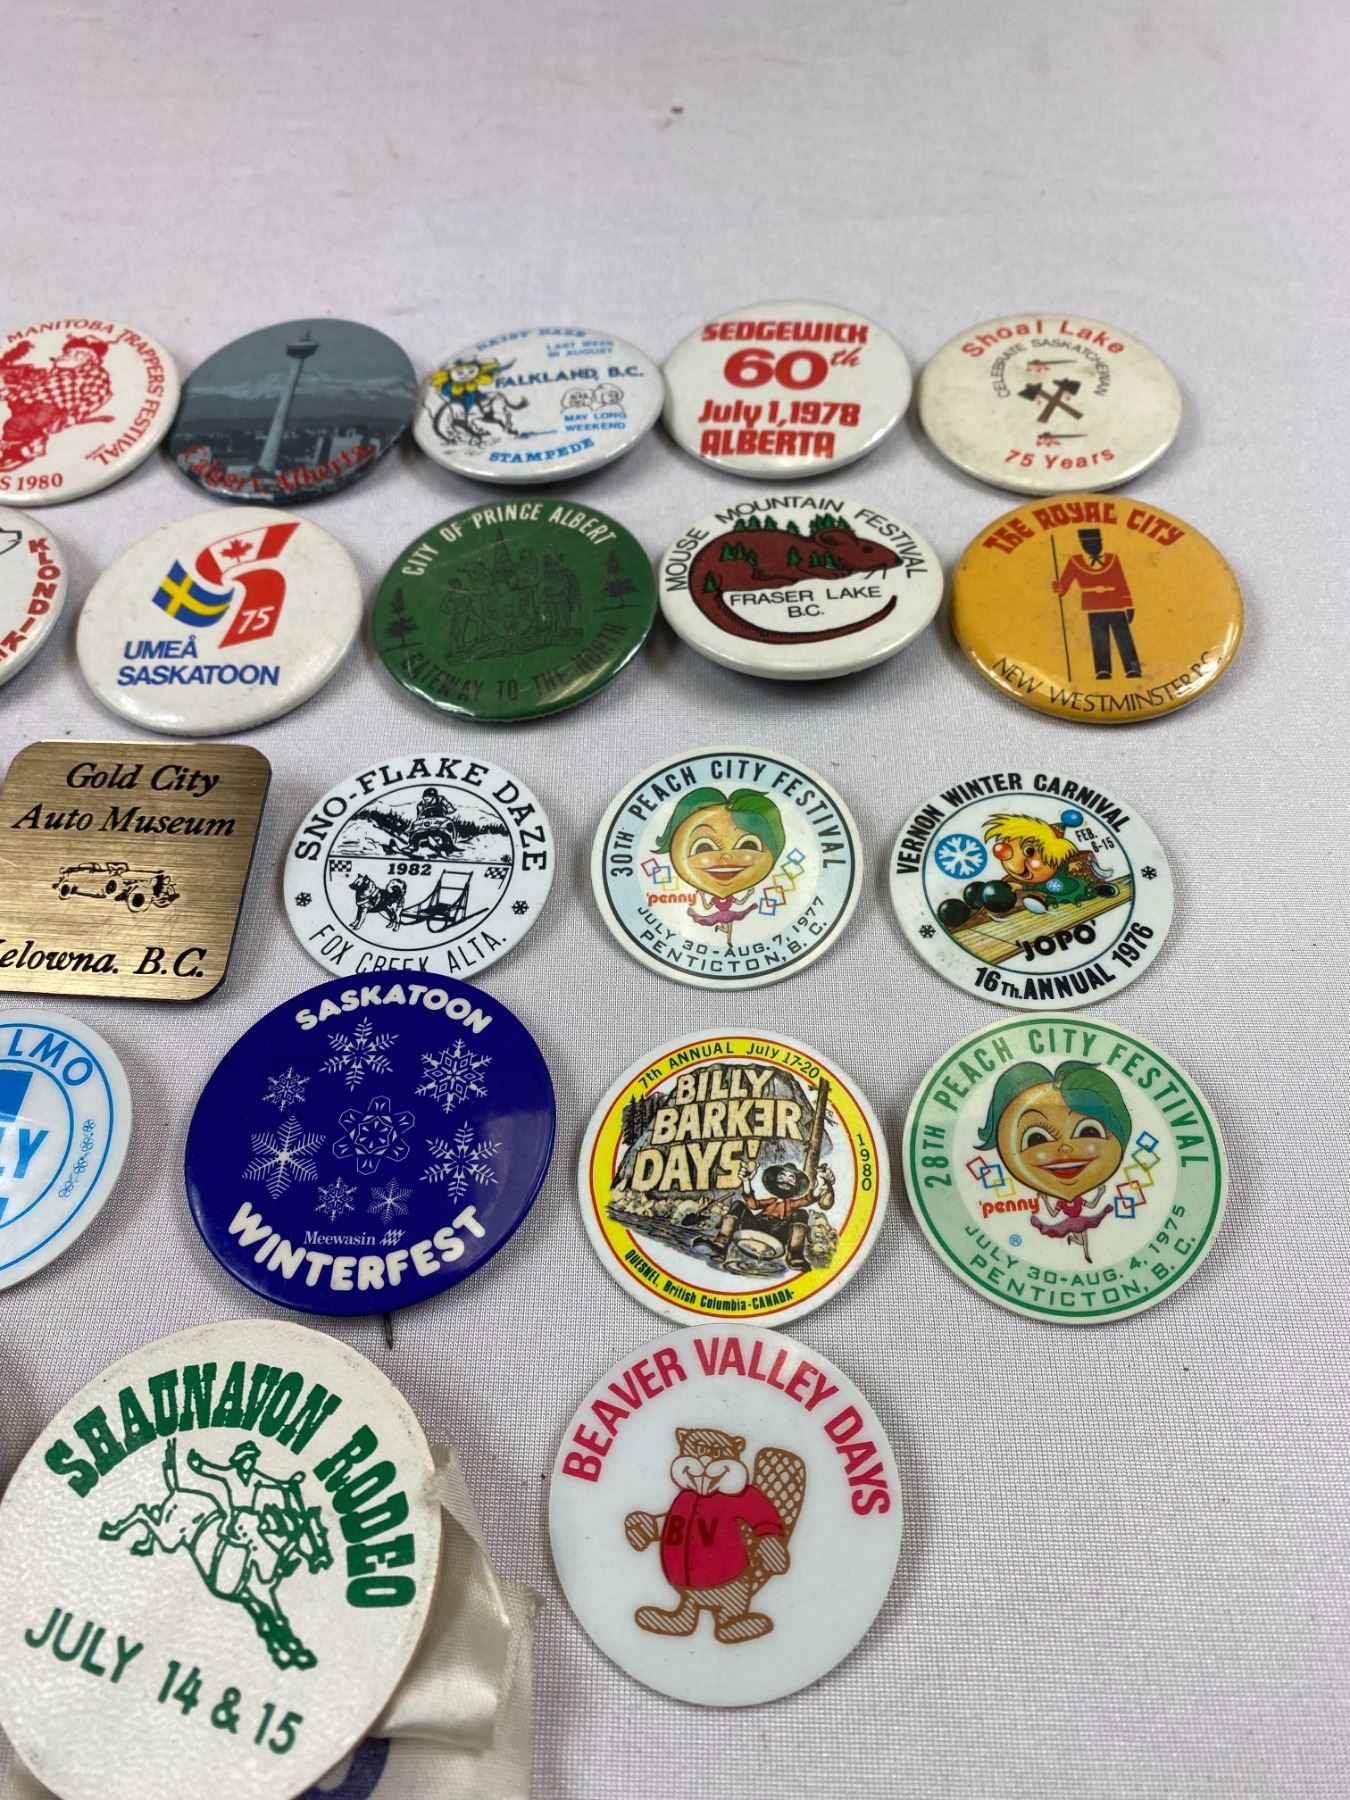 MANITOBA TRAPPERS' FESTIVAL
S 1980
Calgary, Alberta.
DAISY DAZE
LAST WEEK
IN AUGUST
FALKLAND, B.C.
MAY LONG
WEEKEND
STAMPEDE
SEDGEWICK
60th
July 1, 1978
ALBERTA
Shoal Lake
CELEBRATE SASKATCHEWAN
75 Years
KLONDIK
75
UMEÅ
SASKATOON
CITY OF PRINCE ALBERT
GATEWAY TO THE NORTH
MOUSE MOUNTAIN FESTIVAL
FRASER LAKE
B.C.
THE ROYAL CITY
NEW WESTMINSTER B.C.
Gold City
Auto Museum
elowna. B.C.
SNO-FLAKE DAZE
1982
FOX CREEK ALTA.
30TH PEACH CITY FESTIVAL
'penny'
JULY 30-AUG. 7, 1977
PENTICTON, B. C.
VERNON WINTER CARNIVAL
FEB.
6-15
'JOPO'
16TH. ANNUAL 1976
LMO
LY
SASKATOON
Meewasin
WINTERFEST
7th ANNUAL July 17-20
1980
BILLY
BARKER
DAYS'
QUESNEL, British Columbia -CANADA-
28TH PEACH CITY FESTIVAL
'penny'
®
JULY 30-AUG. 4, 1975
PENTICTON, B. C.
SHAUNAVON RODEO
JULY 14 & 15
BEAVER VALLEY DAYS
BV